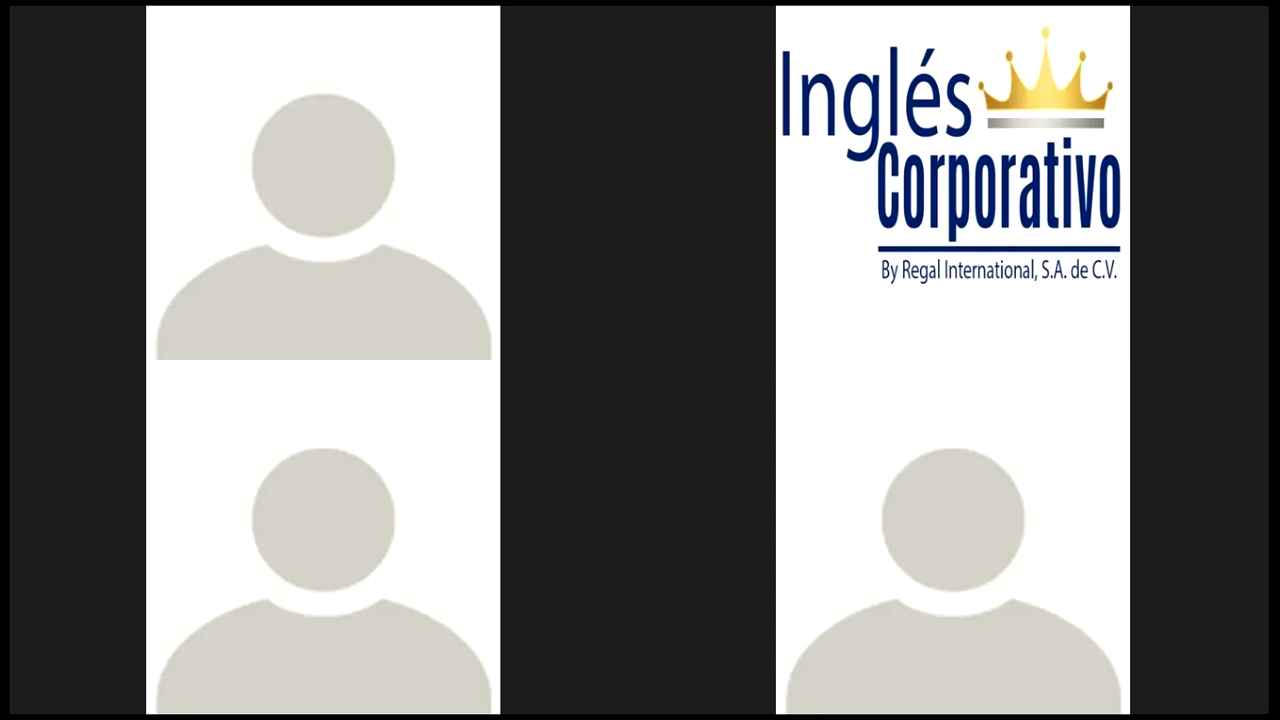 Inglés
Corporativo
By Regal International, S.A. de C.V.